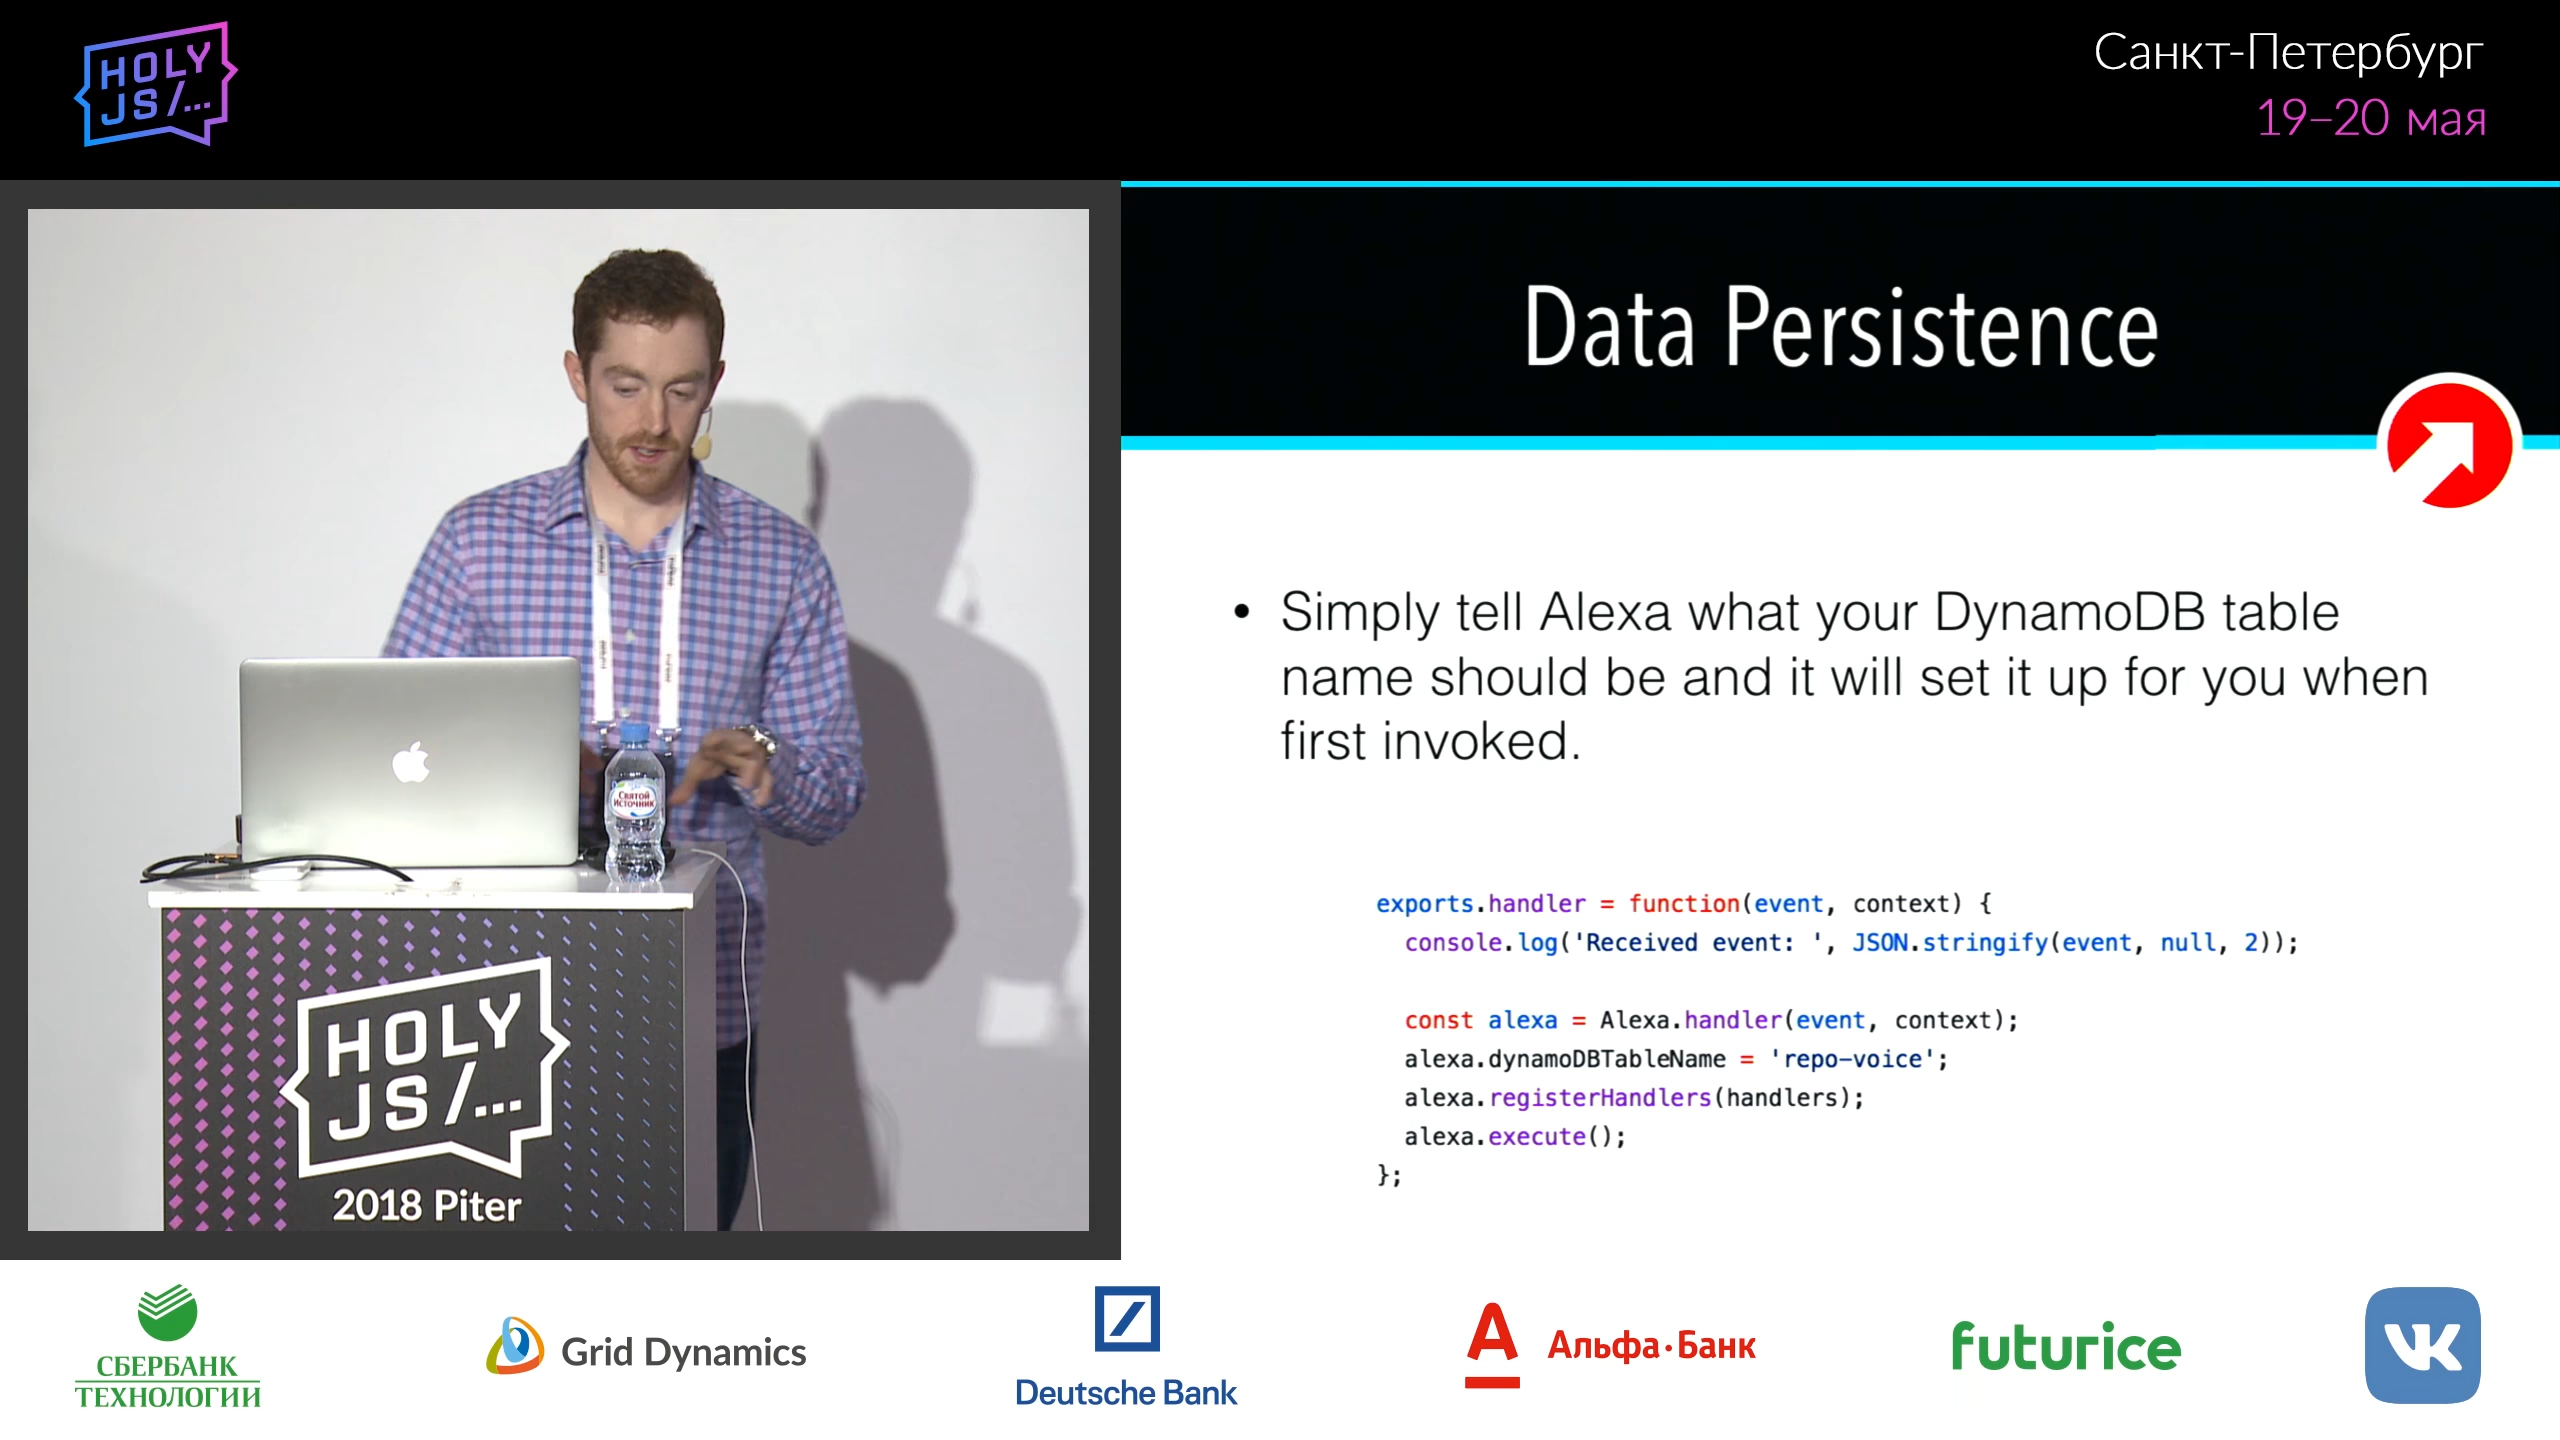 HOLY
JS/...
Санкт-Петербург
19–20 мая
Data Persistence
• Simply tell Alexa what your DynamoDB table
name should be and it will set it up for you when
first invoked.
exports.handler = function(event, context) {
  console.log('Received event: ', JSON.stringify(event, null, 2));
  const alexa = Alexa.handler(event, context);
  alexa.dynamoDBTableName = 'repo-voice';
  alexa.registerHandlers(handlers);
  alexa.execute();
};
СВЯТОЙ
ИСТОЧНИК
HOLY
JS/...
2018 Piter
СБЕРБАНК
ТЕХНОЛОГИИ
Grid Dynamics
Deutsche Bank
А Альфа·Банк
futurice
VK